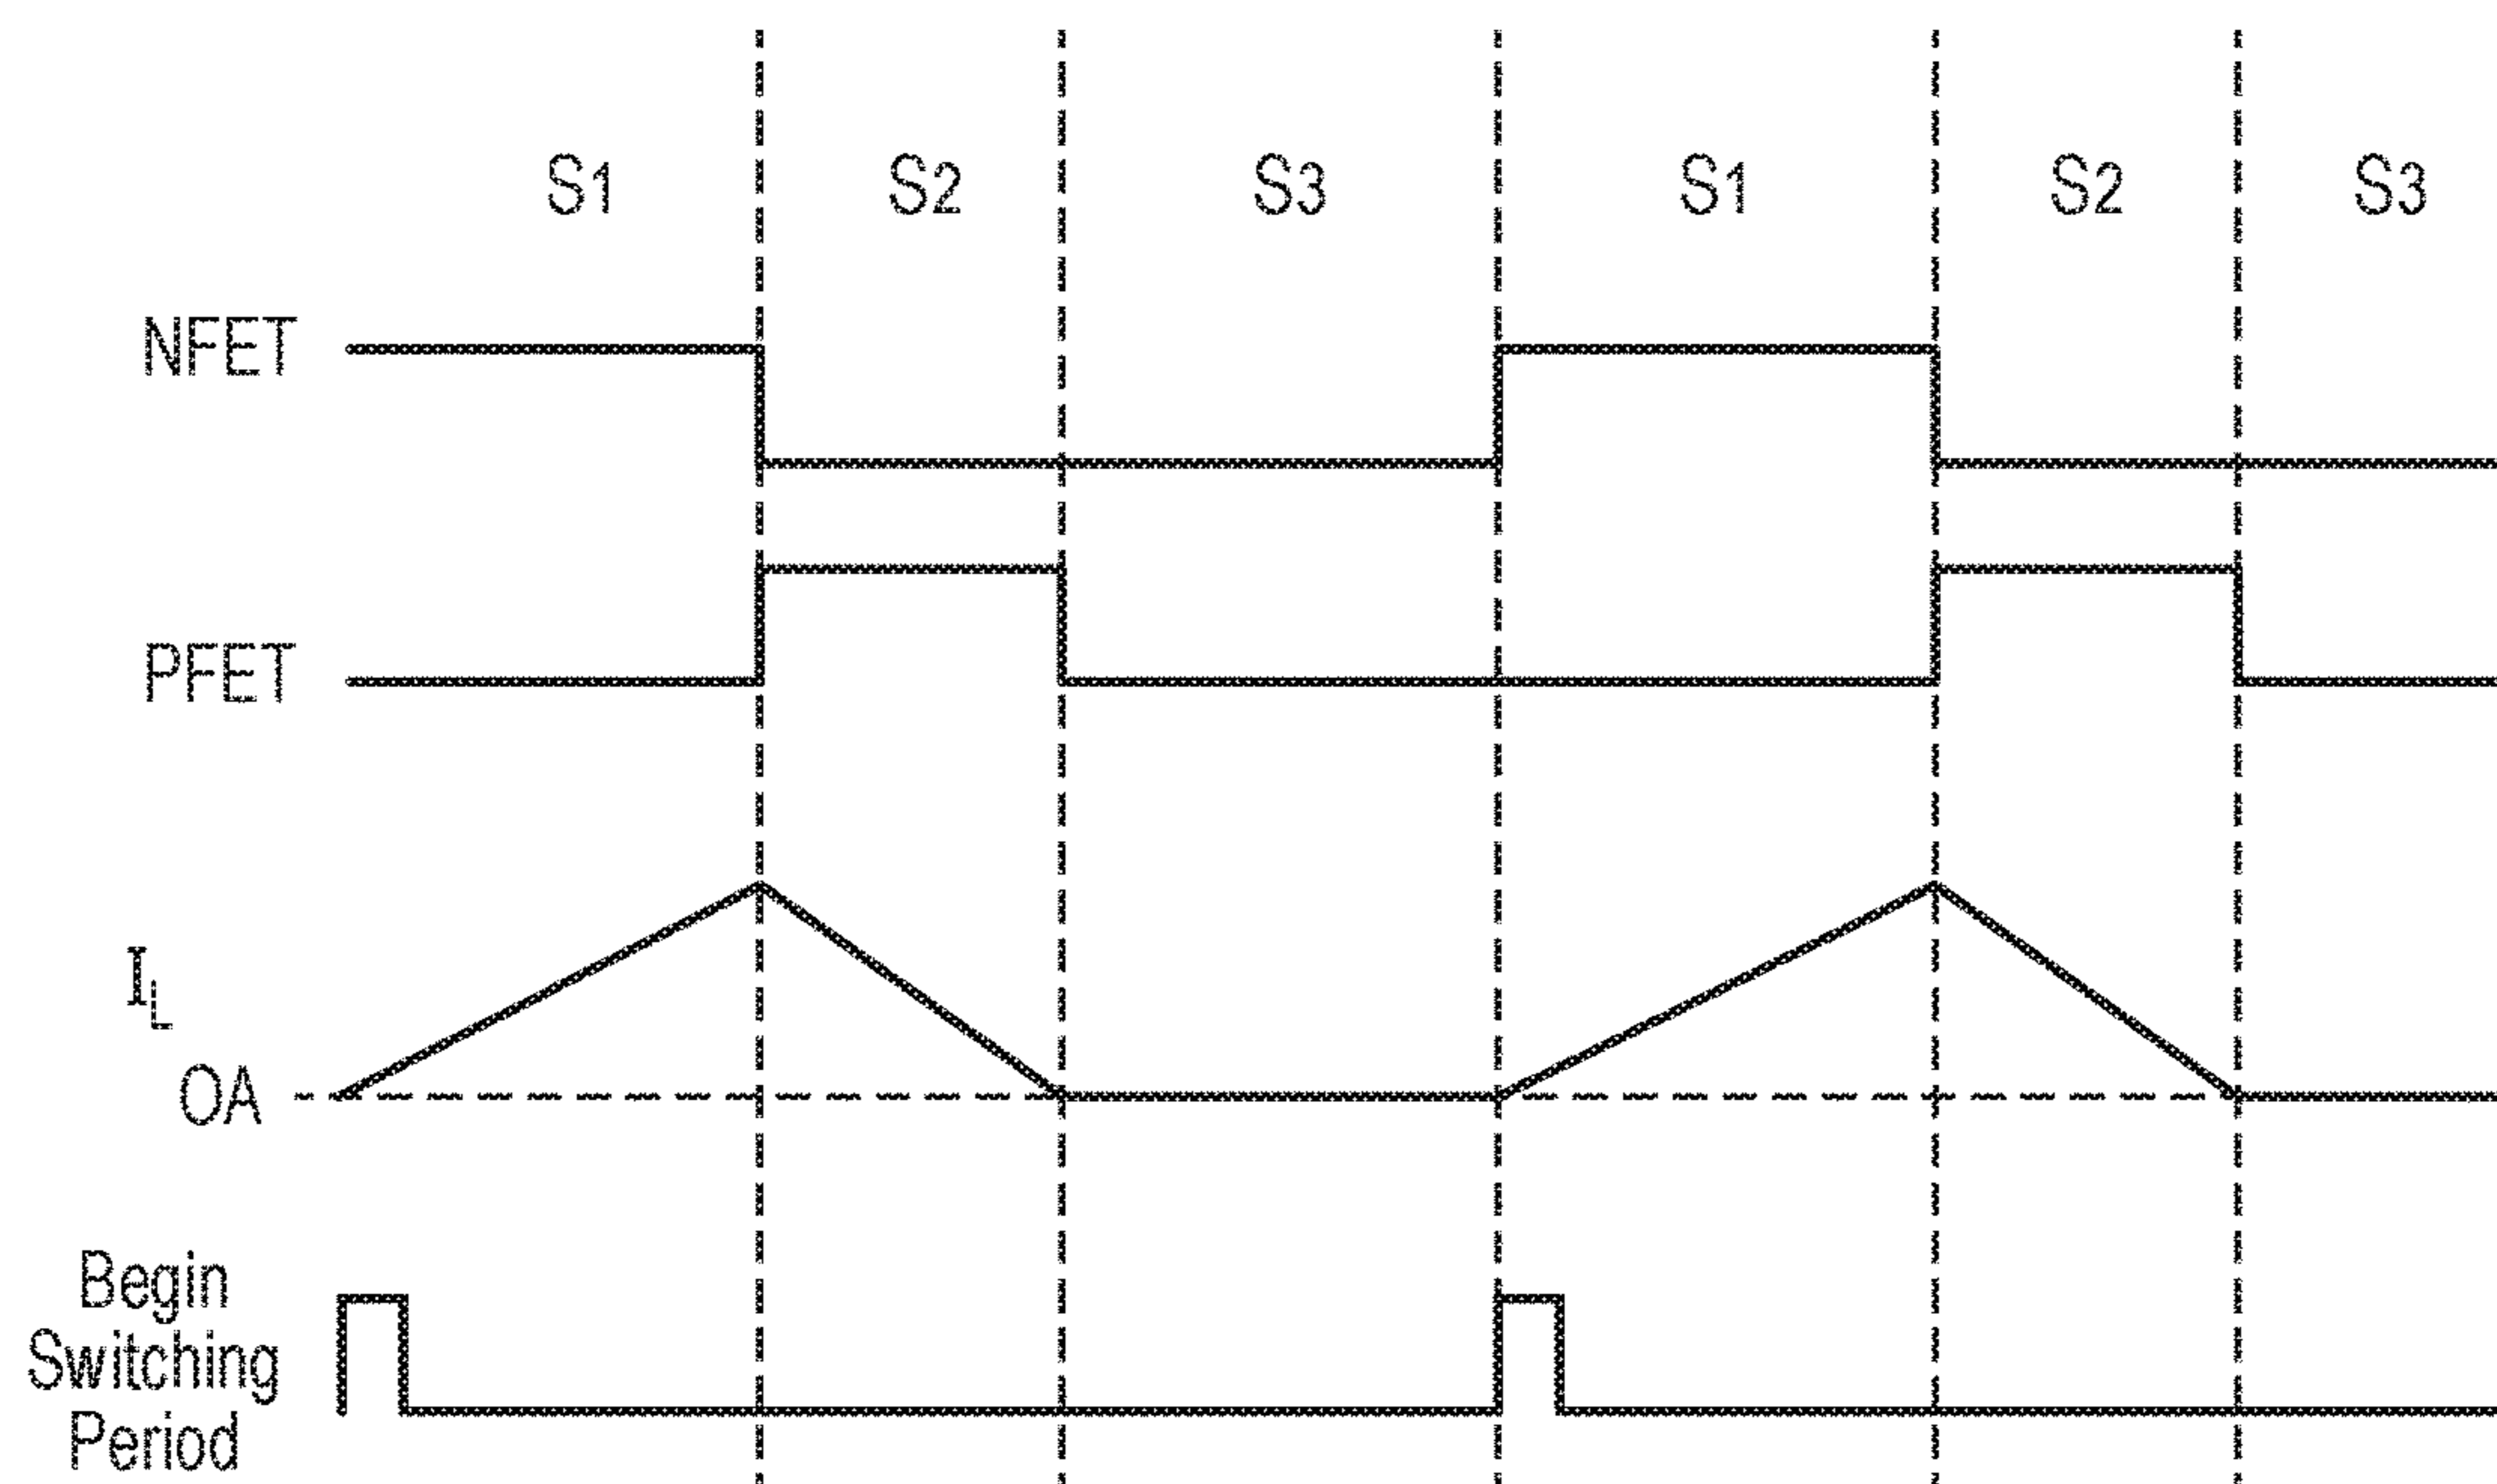 S1 S2 S3 S1 S2 S3
NFET
PFET
IL
OA
Begin
Switching
Period